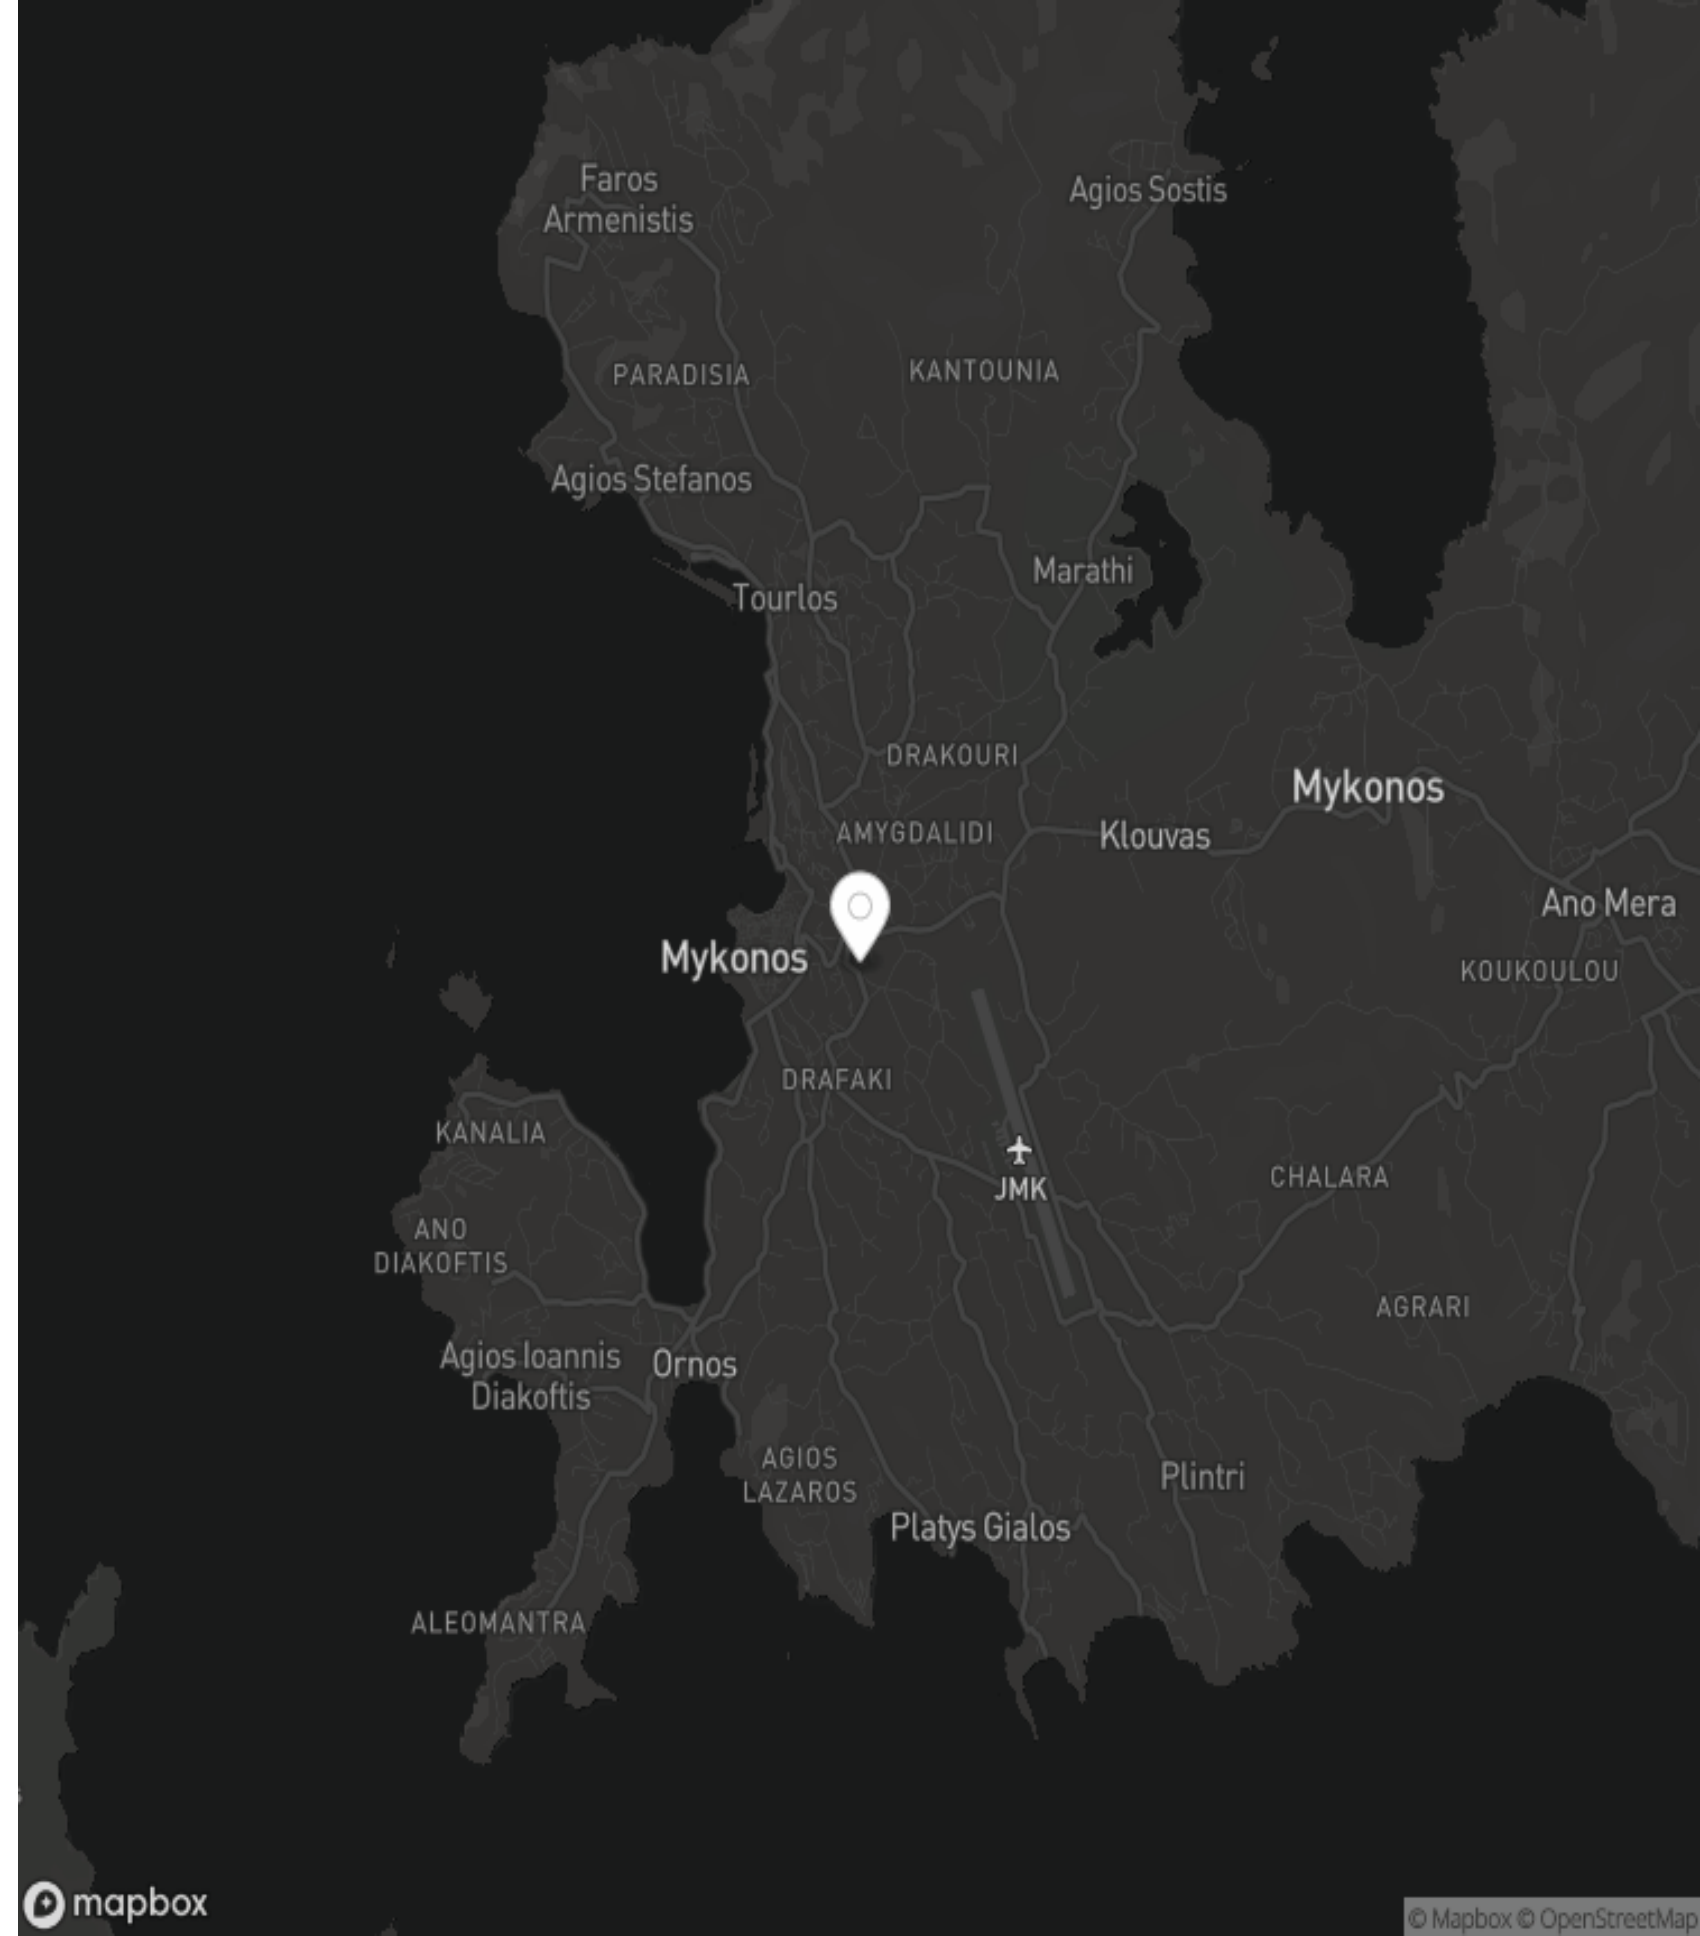 Faros
Armenistis
Agios Sostis
PARADISIA
KANTOUNIA
Agios Stefanos
Marathi
Tourlos
DRAKOURI
Mykonos
AMYGDALIDI
Klouvas
Ano Mera
Mykonos
KOUKOULOU
DRAFAKI
KANALIA
JMK
CHALARA
ANO
DIAKOFTIS
AGRARI
Agios Ioannis
Diakoftis
Ornos
AGIOS
LAZAROS
Plintri
Platys Gialos
ALEOMANTRA
mapbox
© Mapbox © OpenStreetMap